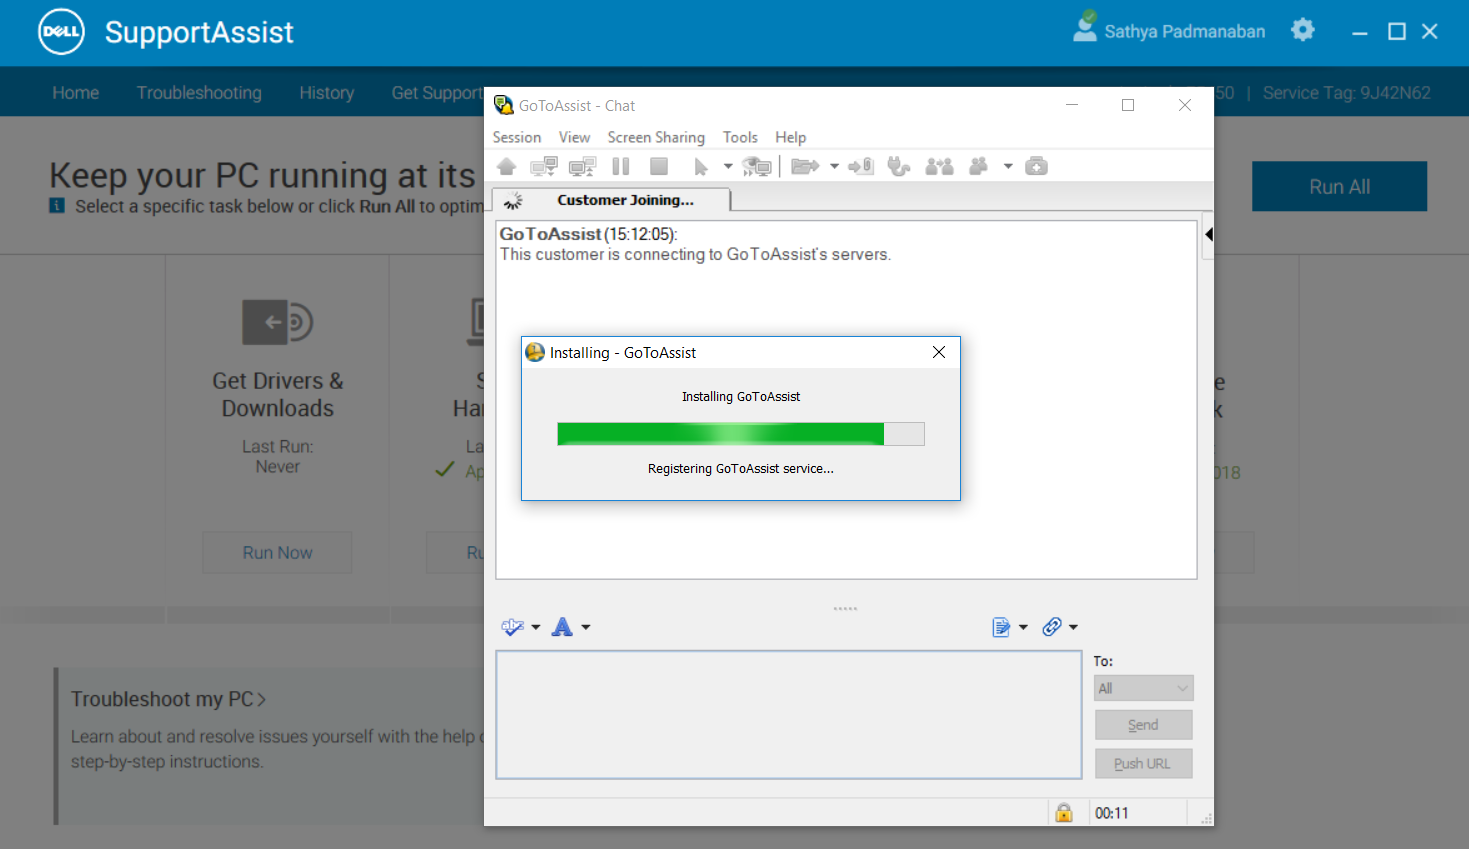 DELL
SupportAssist
Sathya Padmanaban
Home Troubleshooting History Get Support
50 | Service Tag: 9J42N62
GoToAssist - Chat
Session View Screen Sharing Tools Help
Keep your PC running at its
Select a specific task below or click Run All to optim
Run All
Customer Joining...
GoToAssist (15:12:05):
This customer is connecting to GoToAssist's servers.
Installing - GoToAssist
Installing GoToAssist
Registering GoToAssist service...
Get Drivers &
Downloads
Last Run:
Never
Run Now
S
Har
La
Ap
Ru
e
k
018
abc
A
To:
All
Send
Push URL
Troubleshoot my PC>
Learn about and resolve issues yourself with the help
step-by-step instructions.
00:11